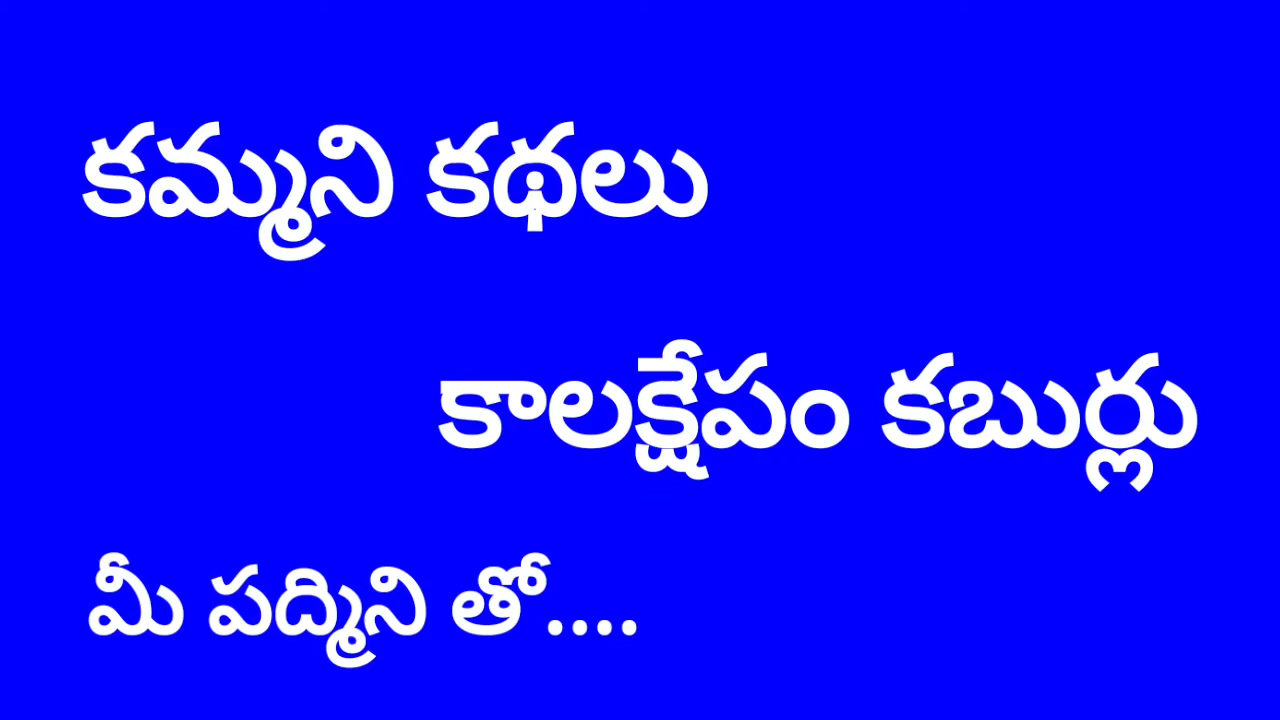 కమ్మని కథలు
కాలక్షేపం కబుర్లు
మీ పద్మిని తో....